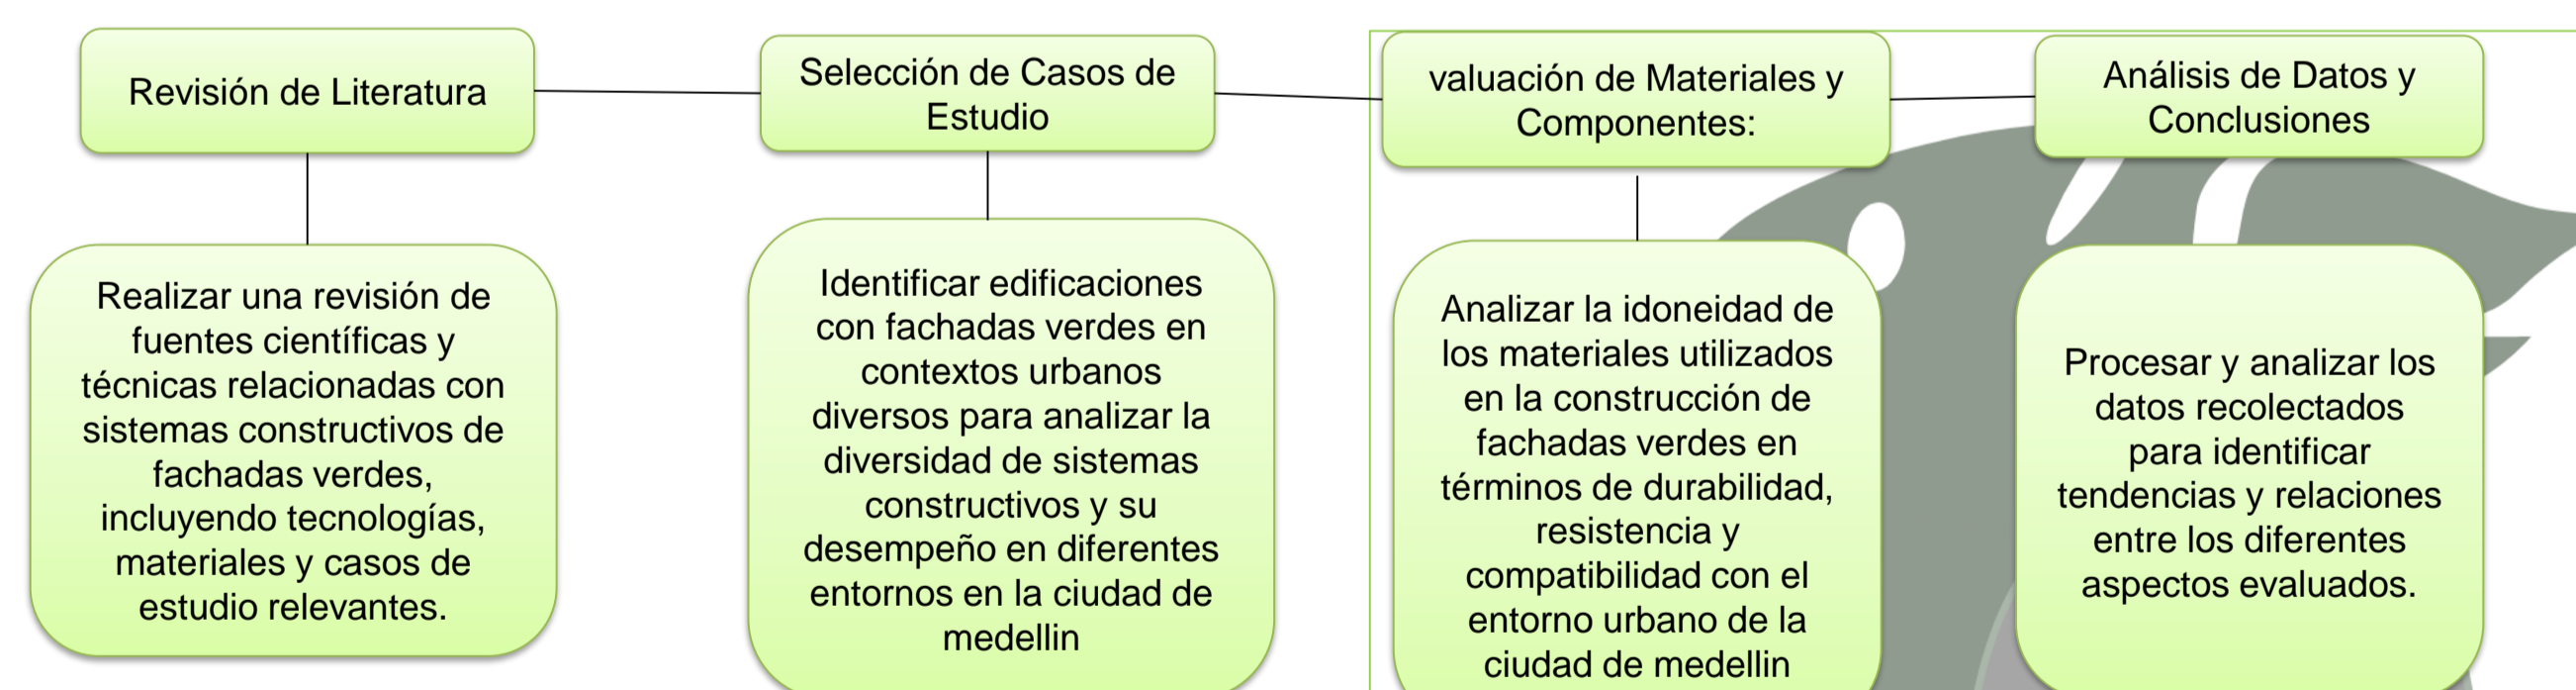 Revisión de Literatura
Selección de Casos de
Estudio
valuación de Materiales y
Componentes:
Análisis de Datos y
Conclusiones
Realizar una revisión de
fuentes científicas y
técnicas relacionadas con
sistemas constructivos de
fachadas verdes,
incluyendo tecnologías,
materiales y casos de
estudio relevantes.
Identificar edificaciones
con fachadas verdes en
contextos urbanos
diversos para analizar la
diversidad de sistemas
constructivos y su
desempeño en diferentes
entornos en la ciudad de
medellin
Analizar la idoneidad de
los materiales utilizados
en la construcción de
fachadas verdes en
términos de durabilidad,
resistencia y
compatibilidad con el
entorno urbano de la
ciudad de medellin
Procesar y analizar los
datos recolectados
para identificar
tendencias y relaciones
entre los diferentes
aspectos evaluados.